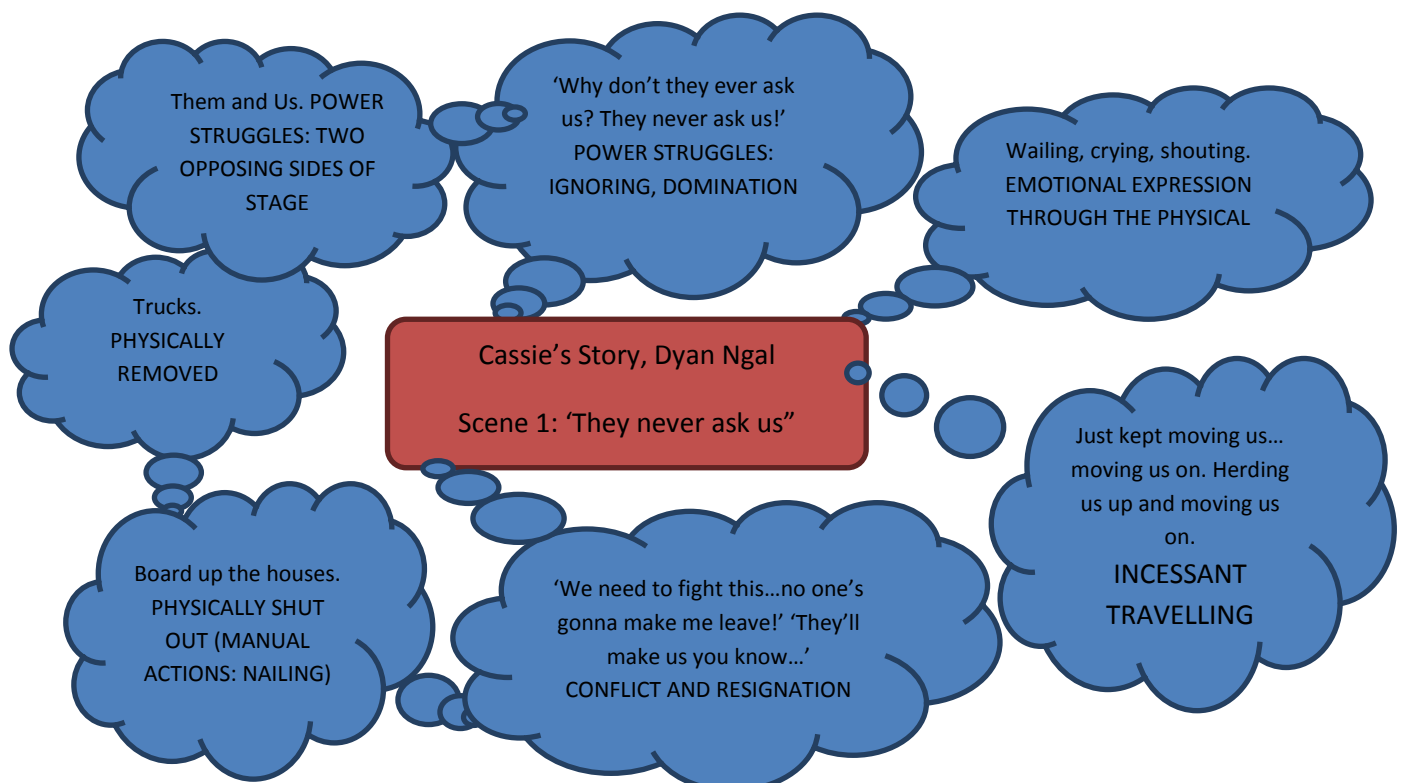 Them and Us. POWER
STRUGGLES: TWO
OPPOSING SIDES OF
STAGE
‘Why don’t they ever ask
us? They never ask us!’
POWER STRUGGLES:
IGNORING, DOMINATION
Wailing, crying, shouting.
EMOTIONAL EXPRESSION
THROUGH THE PHYSICAL
Trucks.
PHYSICALLY
REMOVED
Cassie’s Story, Dyan Ngal
Scene 1: ‘They never ask us”
Just kept moving us…
moving us on. Herding
us up and moving us
on.
INCESSANT
TRAVELLING
Board up the houses.
PHYSICALLY SHUT
OUT (MANUAL
ACTIONS: NAILING)
‘We need to fight this…no one’s
gonna make me leave!’ ‘They’ll
make us you know…’
CONFLICT AND RESIGNATION